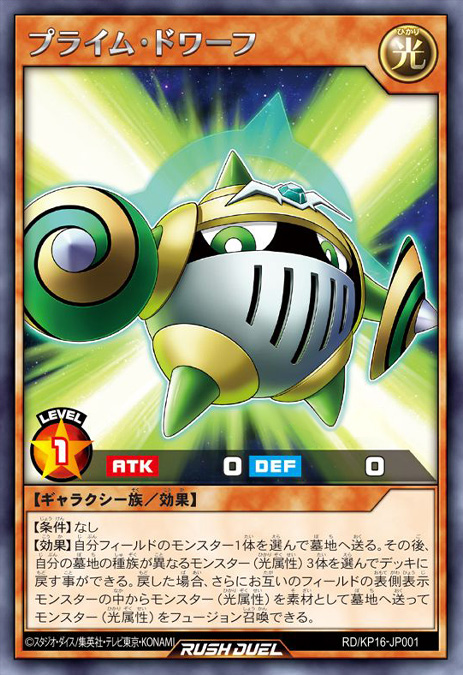 プライム・ドワーフ
ひかり
光
LEVEL
1
ATK 0 DEF 0
【ギャラクシー族／効果】
【条件】なし
【効果】自分フィールドのモンスター1体を選んで墓地へ送る。その後、
自分の墓地の種族が異なるモンスター（光属性）3体を選んでデッキに
戻す事ができる。戻した場合、さらにお互いのフィールドの表側表示
モンスターの中からモンスター（光属性）を素材として墓地へ送って
モンスター（光属性）をフュージョン召喚できる。
©スタジオ・ダイス/集英社・テレビ東京・KONAMI
RUSH DUEL
RD/KP16-JP001